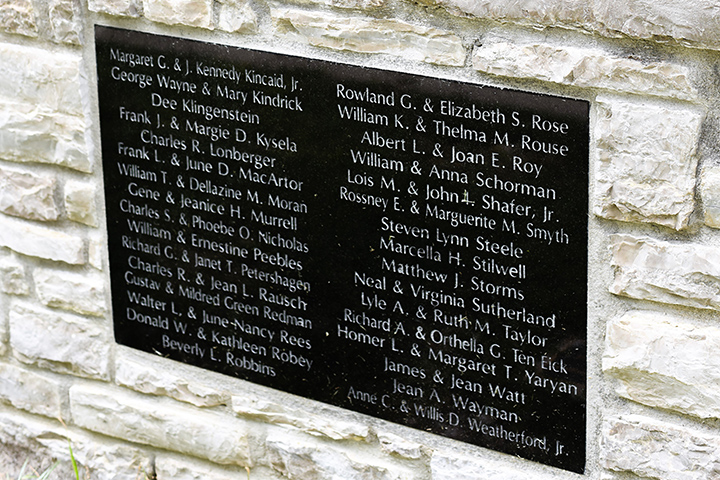 Margaret G. & J. Kennedy Kincaid, Jr.
George Wayne & Mary Kindrick
Dee Klingenstein
Frank J. & Margie D. Kysela
Charles R. Lonberger
Frank L. & June D. MacArtor
William T. & Dellazine M. Moran
Gene & Jeanice H. Murrell
Charles S. & Phoebe O. Nicholas
William & Ernestine Peebles
Richard G. & Janet T. Petershagen
Charles R. & Jean L. Rausch
Gustav & Mildred Green Redman
Walter L. & June-Nancy Rees
Donald W. & Kathleen Robey
Beverly L. Robbins
Rowland G. & Elizabeth S. Rose
William K. & Thelma M. Rouse
Albert L. & Joan E. Roy
William & Anna Schorman
Lois M. & John L. Shafer, Jr.
Rossney E. & Marguerite M. Smyth
Steven Lynn Steele
Marcella H. Stilwell
Matthew J. Storms
Neal & Virginia Sutherland
Lyle A. & Ruth M. Taylor
Richard A. & Orthella G. Ten Eick
Homer L. & Margaret T. Yaryan
James & Jean Watt
Jean A. Wayman
Anne C. & Willis D. Weatherford, Jr.